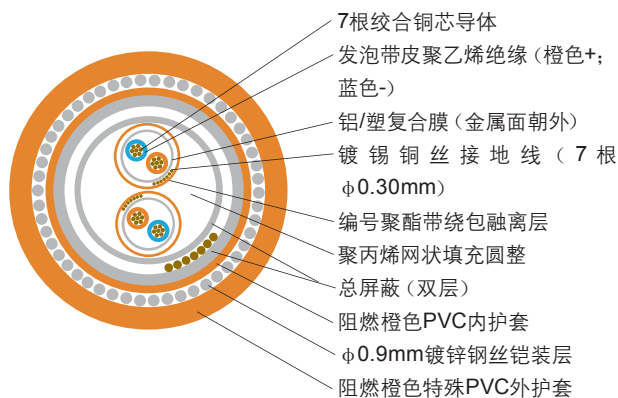 7根绞合铜芯导体
发泡带皮聚乙烯绝缘（橙色+；
蓝色-）
铝/塑复合膜（金属面朝外）
镀锡铜丝接地线（7根
φ0.30mm）
编号聚酯带绕包融离层
聚丙烯网状填充圆整
总屏蔽（双层）
阻燃橙色PVC内护套
φ0.9mm镀锌钢丝铠装层
阻燃橙色特殊PVC外护套